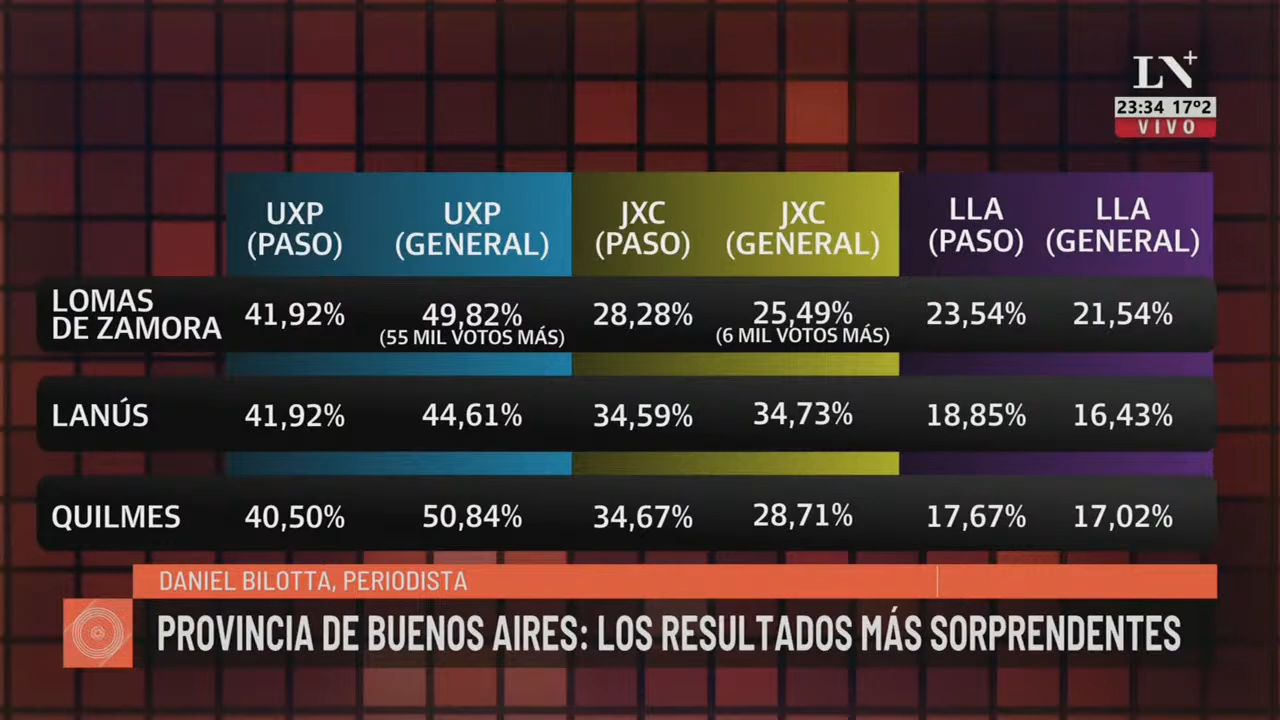 LN+
23:34 17º2
VIVO
UXP (PASO) UXP (GENERAL) JXC (PASO) JXC (GENERAL) LLA (PASO) LLA (GENERAL)
LOMAS DE ZAMORA 41,92% 49,82% (55 MIL VOTOS MÁS) 28,28% 25,49% (6 MIL VOTOS MÁS) 23,54% 21,54%
LANÚS 41,92% 44,61% 34,59% 34,73% 18,85% 16,43%
QUILMES 40,50% 50,84% 34,67% 28,71% 17,67% 17,02%
DANIEL BILOTTA, PERIODISTA
PROVINCIA DE BUENOS AIRES: LOS RESULTADOS MÁS SORPRENDENTES